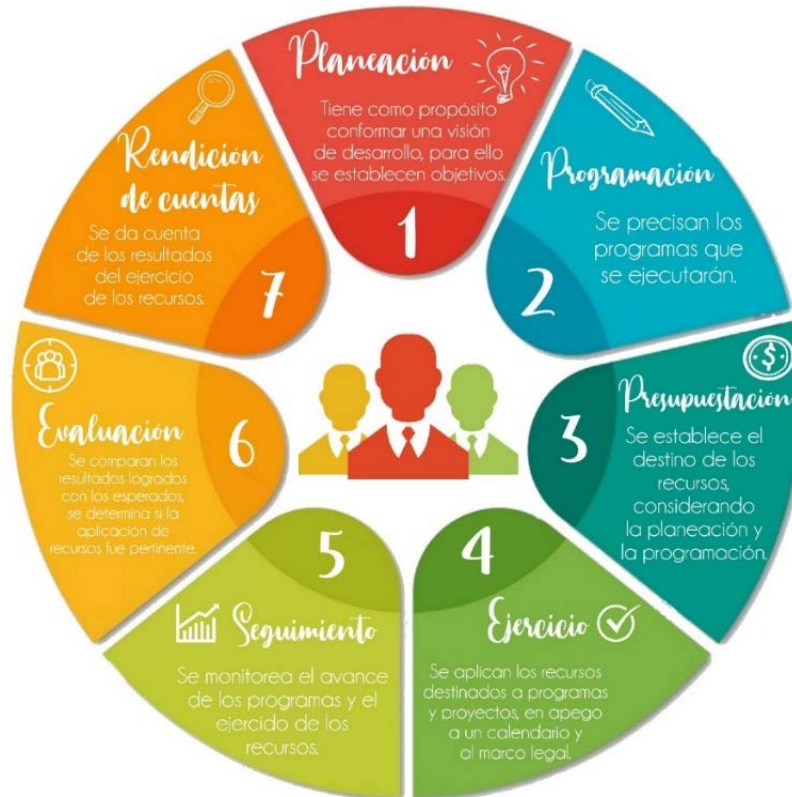 Planeación
Tiene como propósito
conformar una visión
de desarrollo, para ello
se establecen objetivos.
1
Programación
Se precisan los
programas que
se ejecutarán.
2
Presupuestación
Se establece el
destino de los
recursos,
considerando
la planeación y
la programación.
3
4
Ejercicio
Se aplican los recursos
destinados a programas
y proyectos, en apego
a un calendario y
al marco legal.
5
Seguimiento
Se monitorea el avance
de los programas y el
ejercido de los
recursos.
6
Evaluación
Se comparan los
resultados logrados
con los esperados,
se determina si la
aplicación de
recursos fue pertinente.
7
Rendición
de cuentas
Se da cuenta
de los resultados
del ejercicio
de los recursos.